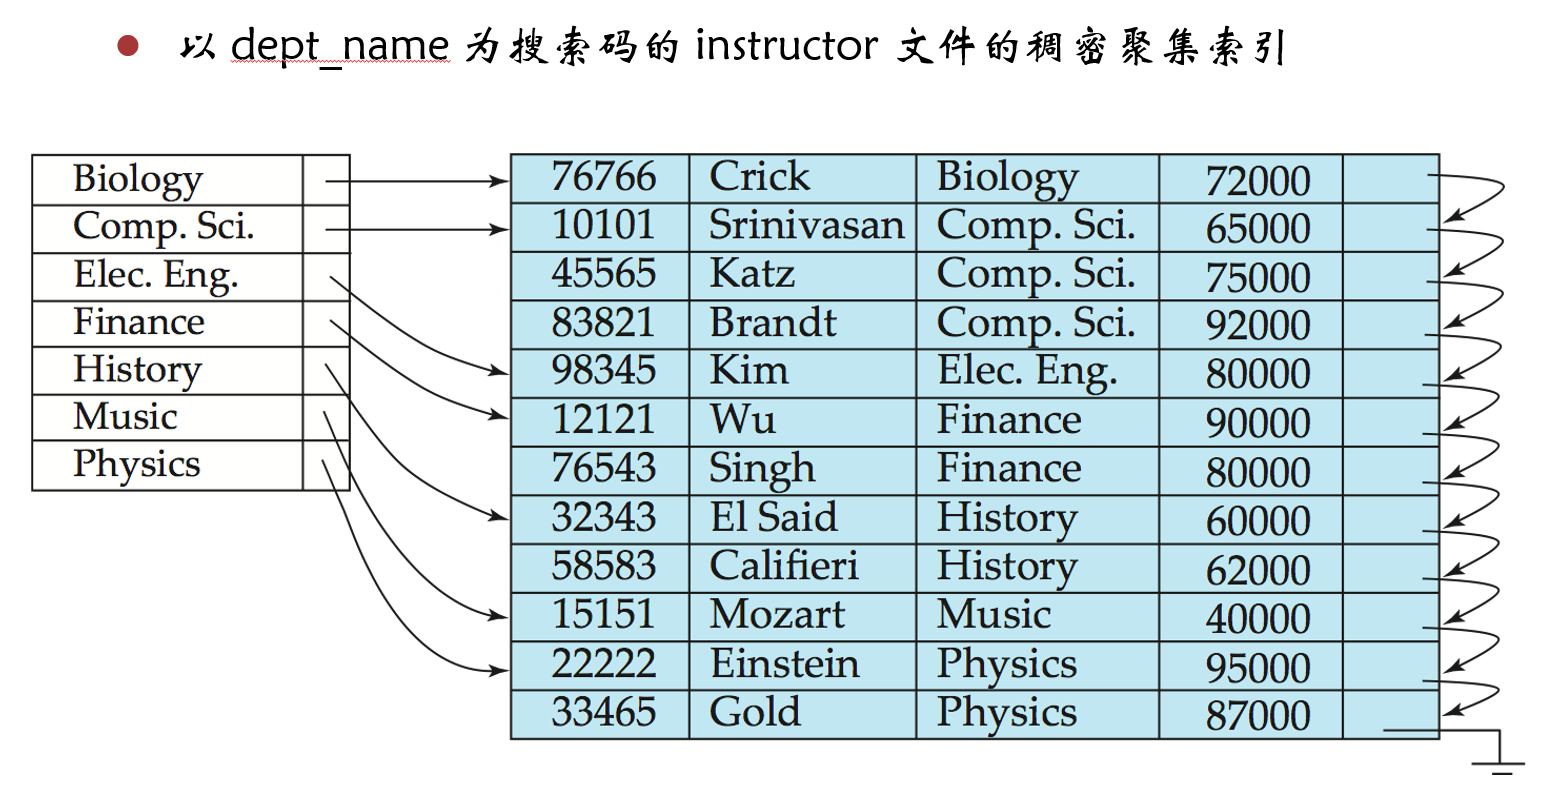 以 dept_name 为搜索码的 instructor 文件的稠密聚集索引
Biology
Comp. Sci.
Elec. Eng.
Finance
History
Music
Physics
76766 Crick Biology 72000
10101 Srinivasan Comp. Sci. 65000
45565 Katz Comp. Sci. 75000
83821 Brandt Comp. Sci. 92000
98345 Kim Elec. Eng. 80000
12121 Wu Finance 90000
76543 Singh Finance 80000
32343 El Said History 60000
58583 Califieri History 62000
15151 Mozart Music 40000
22222 Einstein Physics 95000
33465 Gold Physics 87000